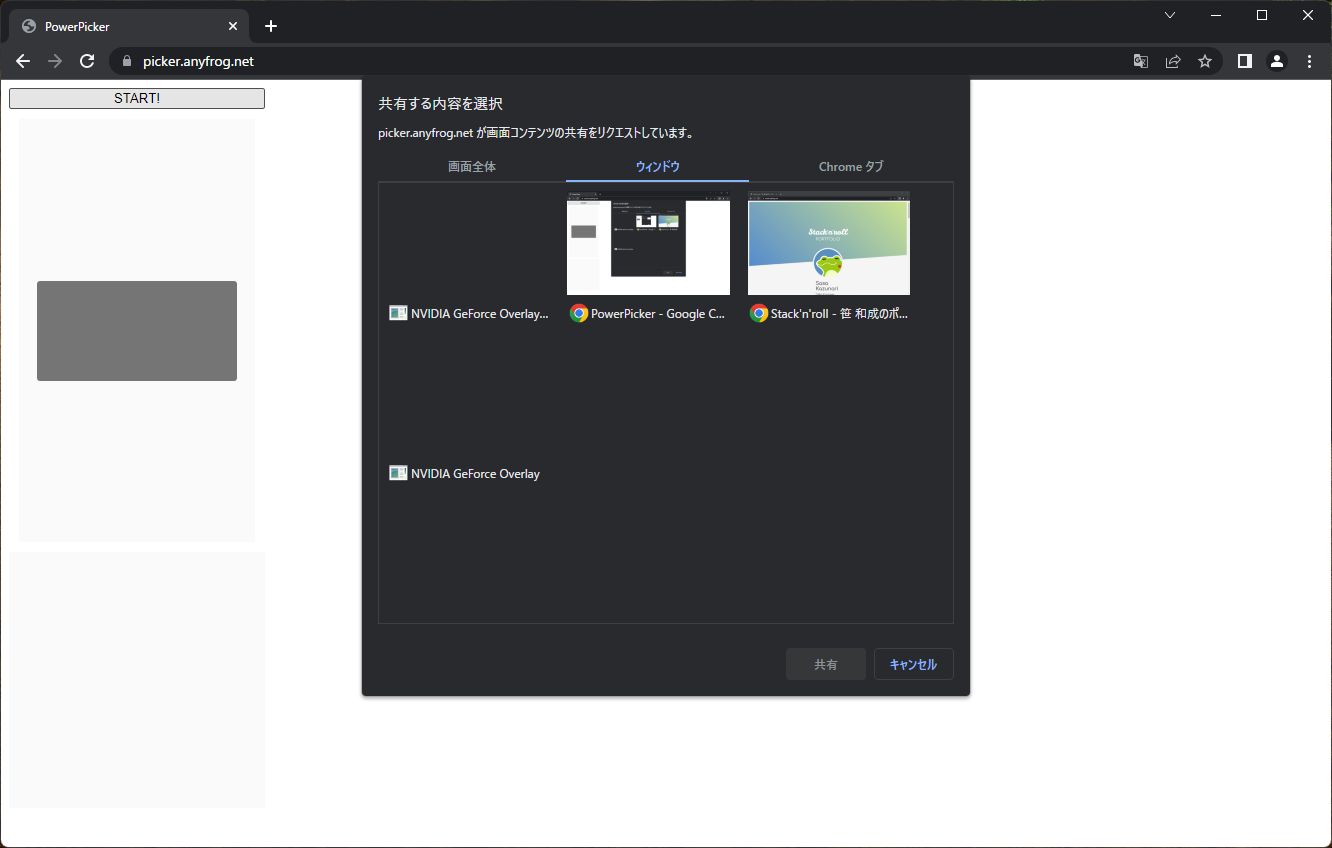 PowerPicker
picker.anyfrog.net
START!
共有する内容を選択
picker.anyfrog.net が画面コンテンツの共有をリクエストしています。
画面全体
ウィンドウ
Chrome タブ
Stack'n'roll
PORTFOLIO
Sasa
Kazunori
NVIDIA GeForce Overlay...
PowerPicker - Google C...
Stack'n'roll - 笹 和成のポ...
NVIDIA GeForce Overlay
共有
キャンセル